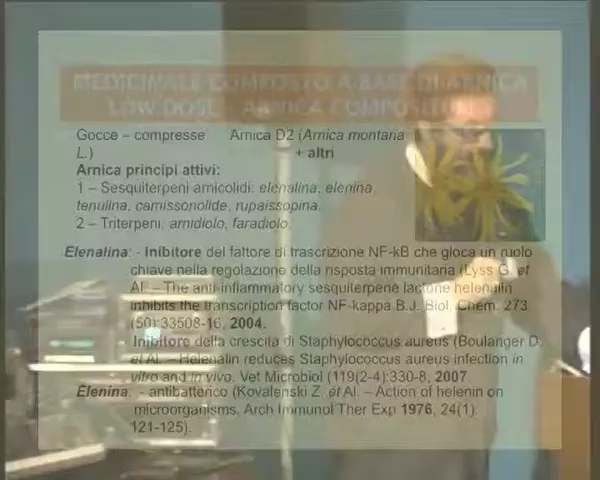 MEDICINALE COMPOSTO A BASE DI ARNICA
LOW DOSE ARNICA COMPOSITUM
Gocce – compresse Arnica D2 (Arnica montana
L.) + altri
Arnica principi attivi:
1 – Sesquiterpeni arnicolidi: elenalina, elenina,
tenulina, camissonolide, rupaissopina.
2 – Triterpeni: arnidiolo, faradiolo.
Elenalina: - Inibitore del fattore di trascrizione NF-kB che gioca un ruolo
chiave nella regolazione della risposta immunitaria (Lyss G. et
Al. – The anti-inflammatory sesquiterpene lactone helenalin
inhibits the transcription factor NF-kappa B.J. Biol. Chem. 273
(50):33508-16, 2004.
Inibitore della crescita di Staphylococcus aureus (Boulanger D.
et Al. – Helenalin reduces Staphylococcus aureus infection in
vitro and in vivo. Vet Microbiol (119(2-4):330-8, 2007.
Elenina: - antibatterico (Kovalenski Z. et Al. – Action of helenin on
microorganisms, Arch Immunol Ther Exp 1976, 24(1):
121-125).